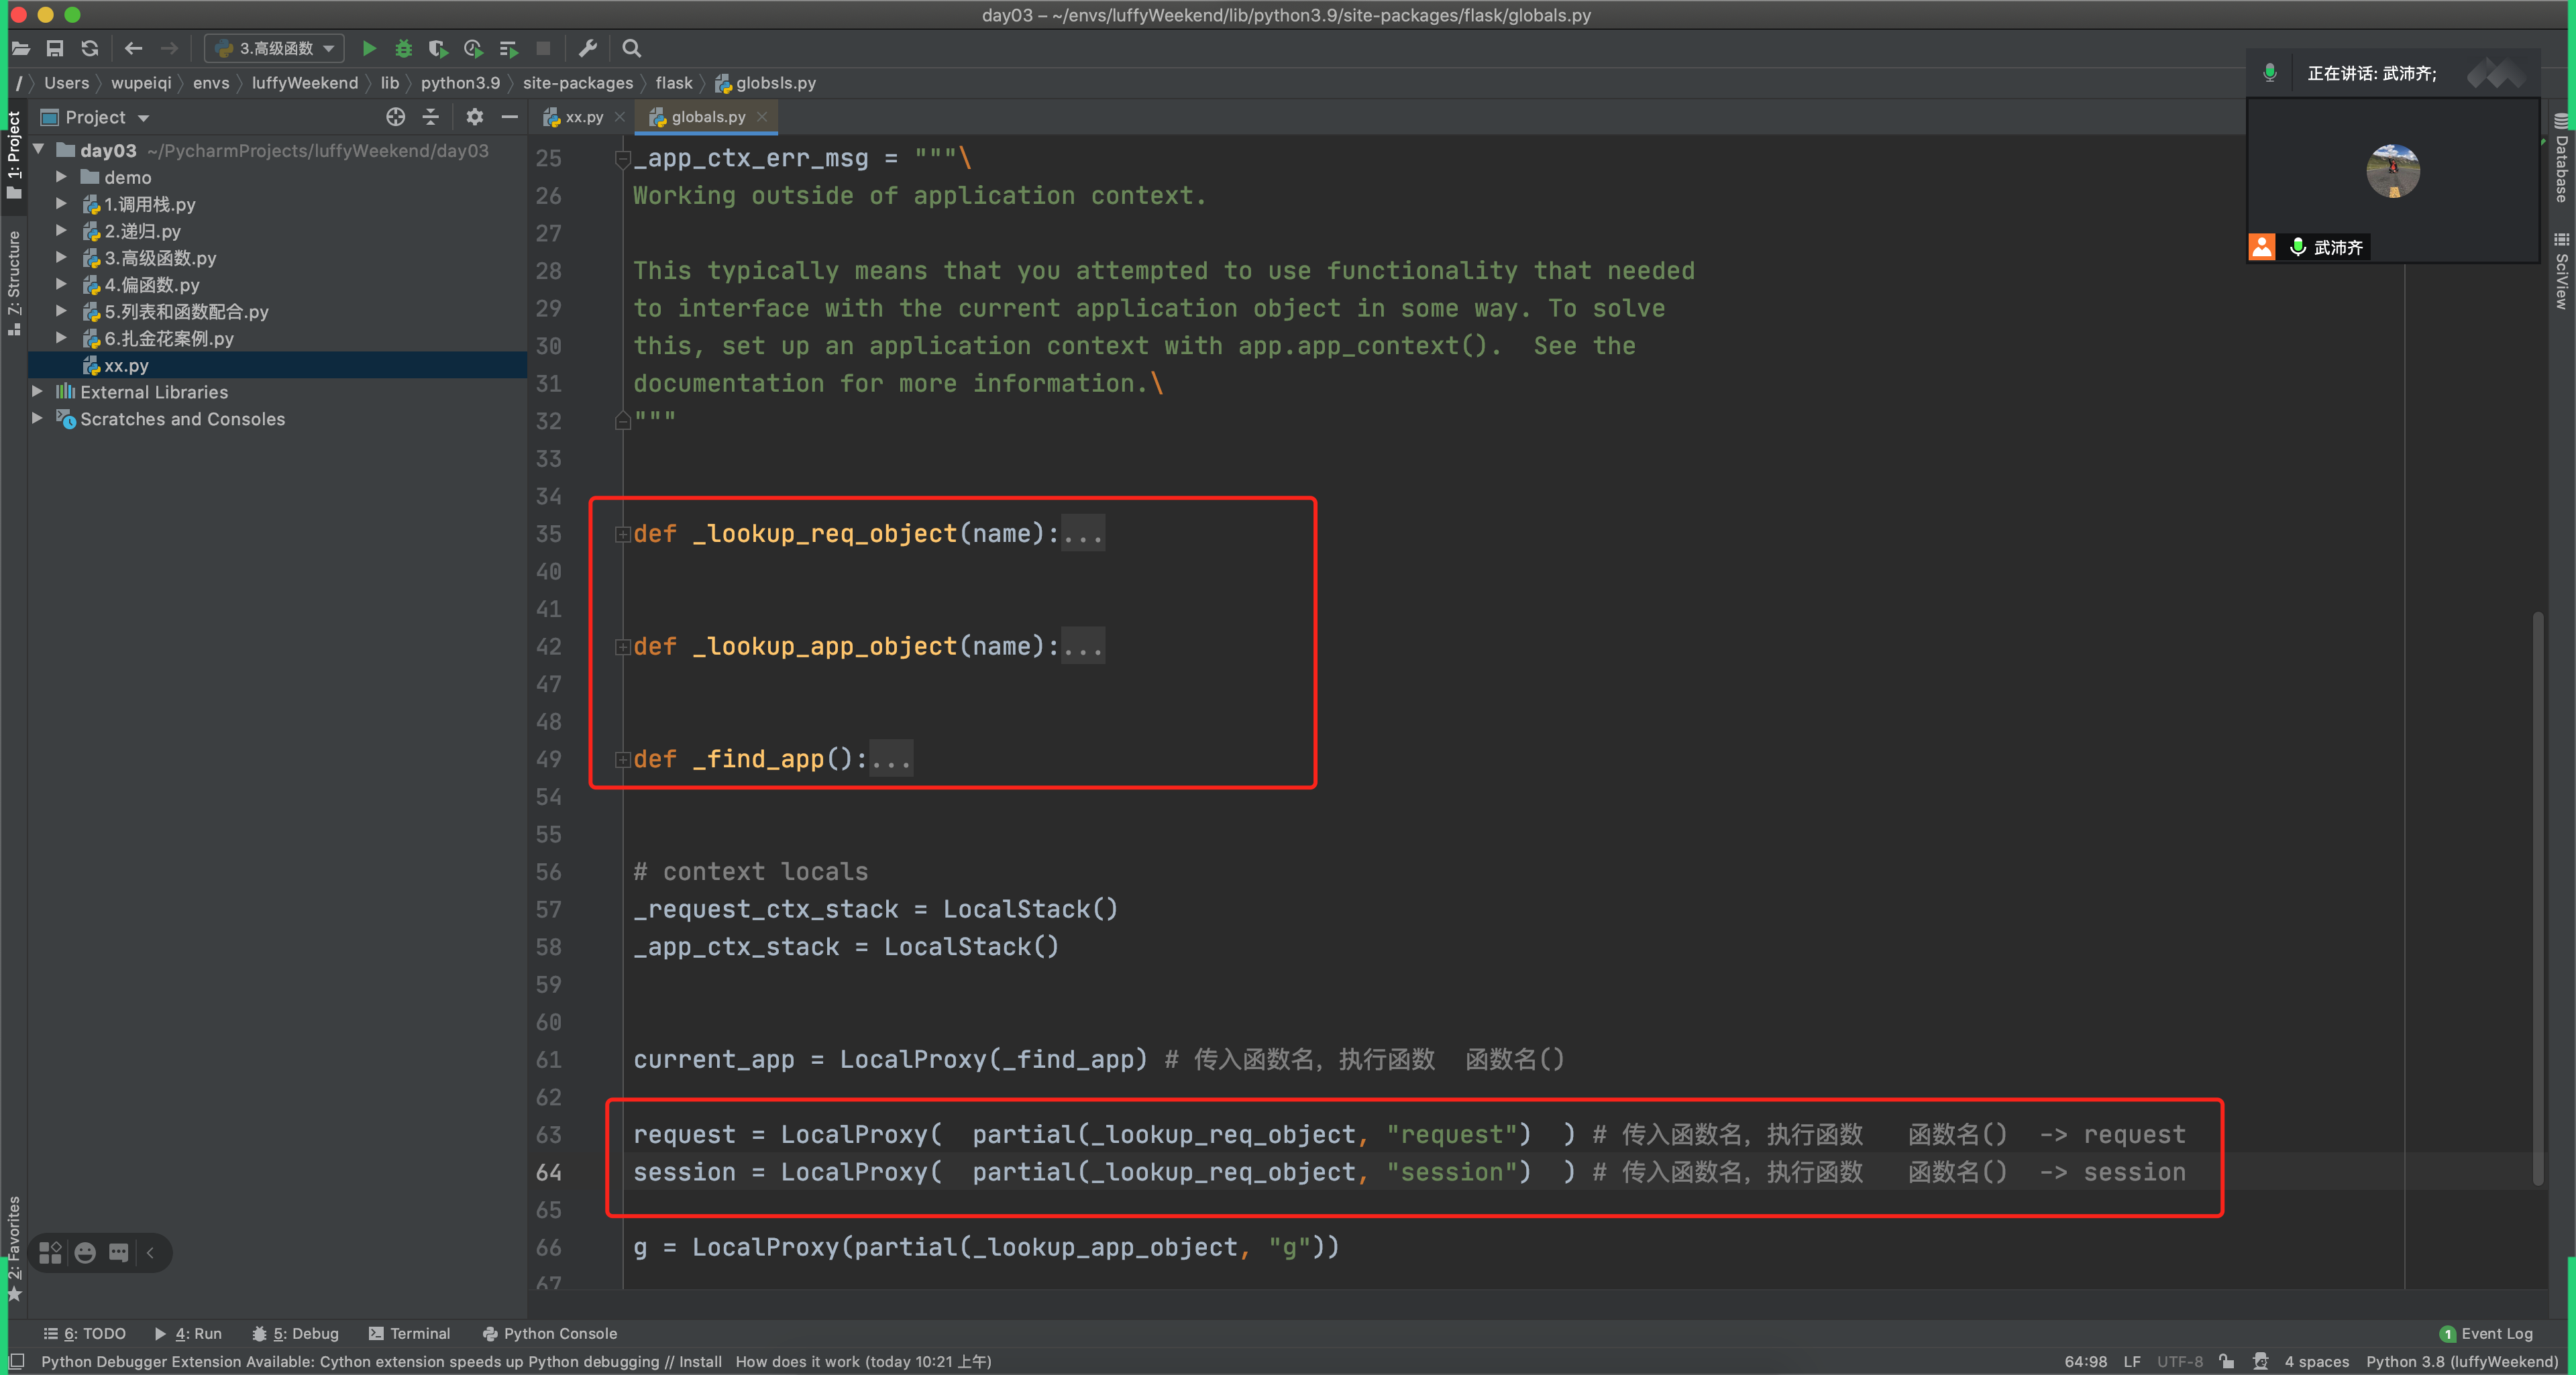 day03 – ~/envs/luffyWeekend/lib/python3.9/site-packages/flask/globals.py
3.高级函数
/ Users wupeiqi envs luffyWeekend lib python3.9 site-packages flask globsls.py
正在讲话: 武沛齐;
武沛齐
Project
xx.py
globals.py
1: Project
Z: Structure
2: Favorites
Database
SciView
day03 ~/PycharmProjects/luffyWeekend/day03
demo
1.调用栈.py
2.递归.py
3.高级函数.py
4.偏函数.py
5.列表和函数配合.py
6.扎金花案例.py
xx.py
External Libraries
Scratches and Consoles
25 _app_ctx_err_msg = """\
26 Working outside of application context.
27
28 This typically means that you attempted to use functionality that needed
29 to interface with the current application object in some way. To solve
30 this, set up an application context with app.app_context().  See the
31 documentation for more information.\
32 """
33
34
35 def _lookup_req_object(name):...
40
41
42 def _lookup_app_object(name):...
47
48
49 def _find_app():...
54
55
56 # context locals
57 _request_ctx_stack = LocalStack()
58 _app_ctx_stack = LocalStack()
59
60
61 current_app = LocalProxy(_find_app) # 传入函数名，执行函数  函数名()
62
63 request = LocalProxy(  partial(_lookup_req_object, "request")  ) # 传入函数名，执行函数   函数名()  -> request
64 session = LocalProxy(  partial(_lookup_req_object, "session")  ) # 传入函数名，执行函数   函数名()  -> session
65
66 g = LocalProxy(partial(_lookup_app_object, "g"))
67
6: TODO
4: Run
5: Debug
Terminal
Python Console
1 Event Log
Python Debugger Extension Available: Cython extension speeds up Python debugging // Install   How does it work (today 10:21 上午)
64:98 LF UTF-8 4 spaces Python 3.8 (luffyWeekend)